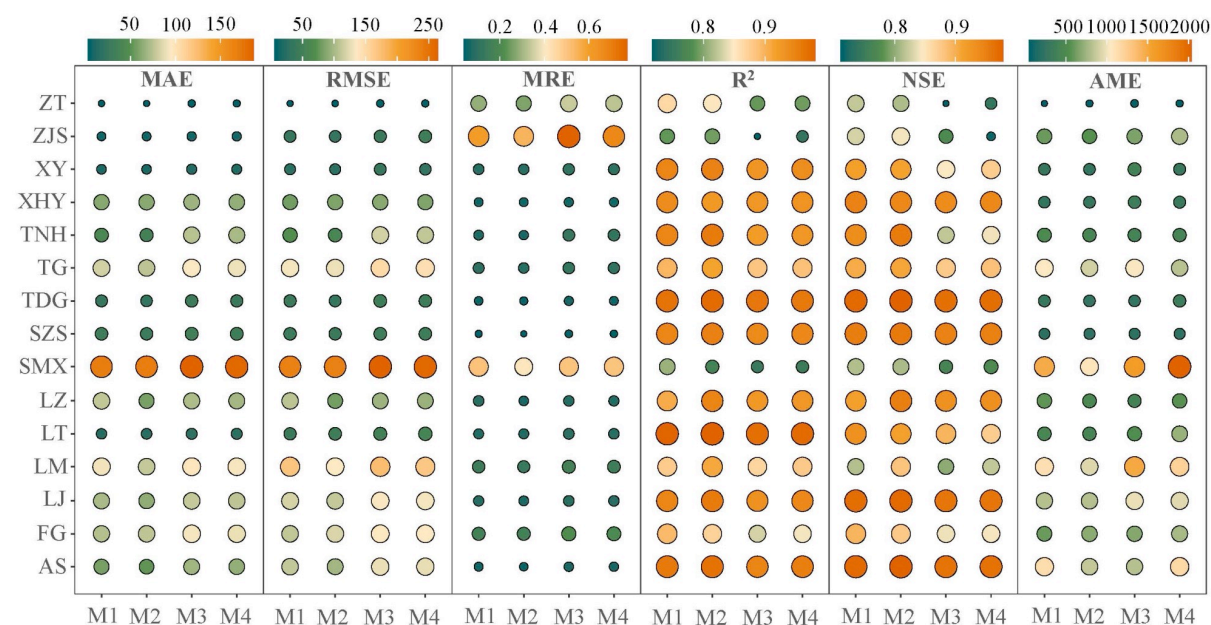 50 100 150 50 150 250 0.2 0.4 0.6 0.8 0.9 0.8 0.9 500 1000 1500 2000
MAE RMSE MRE R² NSE AME
ZT
ZJS
XY
XHY
TNH
TG
TDG
SZS
SMX
LZ
LT
LM
LJ
FG
AS
M1 M2 M3 M4 M1 M2 M3 M4 M1 M2 M3 M4 M1 M2 M3 M4 M1 M2 M3 M4 M1 M2 M3 M4